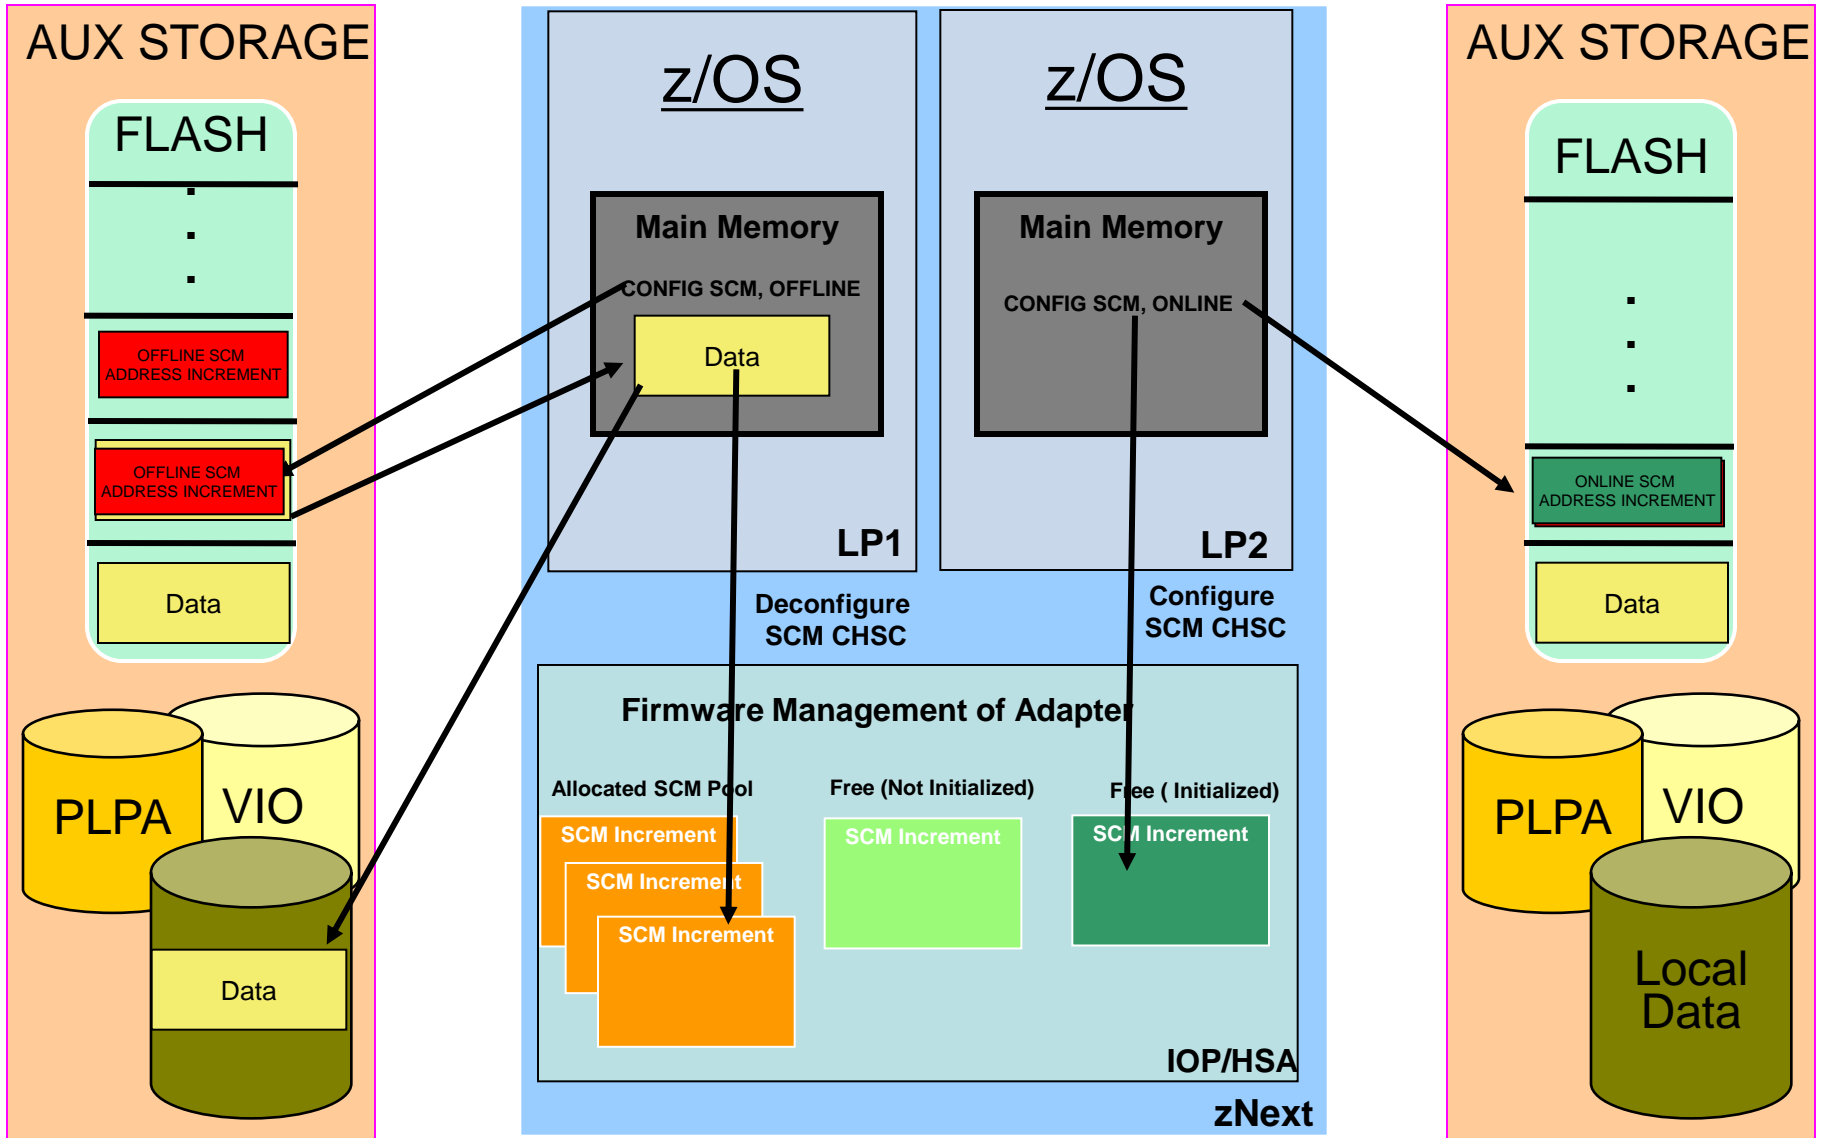 AUX STORAGE
FLASH
.
.
.
OFFLINE SCM
ADDRESS INCREMENT
OFFLINE SCM
ADDRESS INCREMENT
Data
PLPA
VIO
Data
z/OS
Main Memory
CONFIG SCM, OFFLINE
Data
LP1
z/OS
Main Memory
CONFIG SCM, ONLINE
LP2
Deconfigure
SCM CHSC
Configure
SCM CHSC
Firmware Management of Adapter
Allocated SCM Pool
SCM Increment
SCM Increment
SCM Increment
Free (Not Initialized)
SCM Increment
Free ( Initialized)
SCM Increment
IOP/HSA
zNext
AUX STORAGE
FLASH
.
.
.
ONLINE SCM
ADDRESS INCREMENT
Data
PLPA
VIO
Local
Data